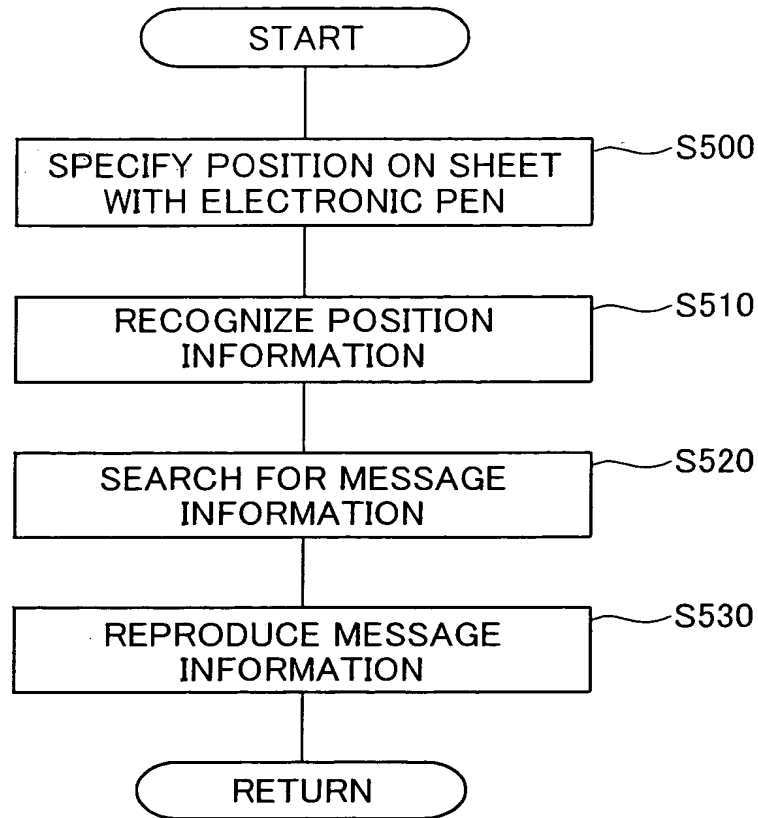 START
SPECIFY POSITION ON SHEET
WITH ELECTRONIC PEN
S500
RECOGNIZE POSITION
INFORMATION
S510
SEARCH FOR MESSAGE
INFORMATION
S520
REPRODUCE MESSAGE
INFORMATION
S530
RETURN